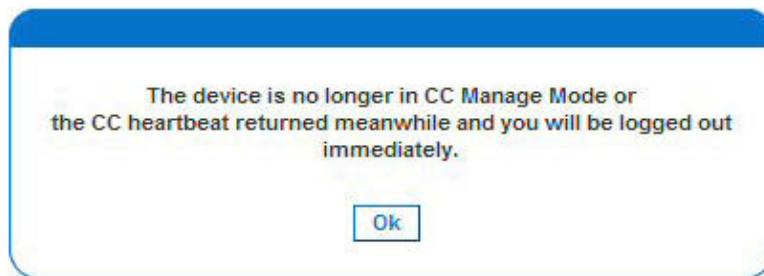 The device is no longer in CC Manage Mode or
the CC heartbeat returned meanwhile and you will be logged out
immediately.
Ok